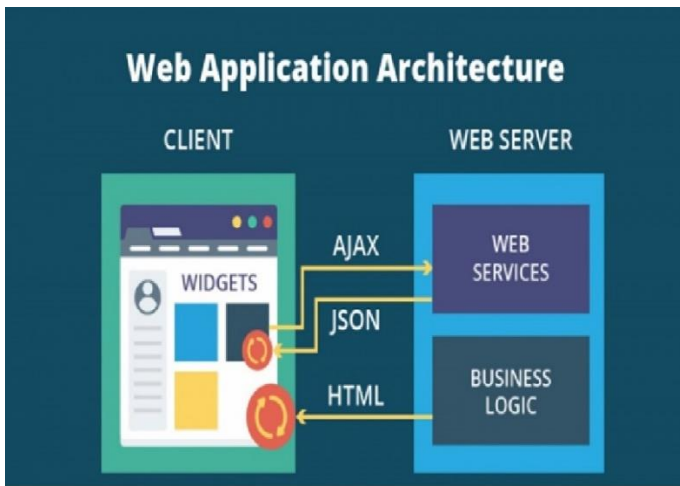 Web Application Architecture
CLIENT
WEB SERVER
WIDGETS
AJAX
JSON
HTML
WEB
SERVICES
BUSINESS
LOGIC